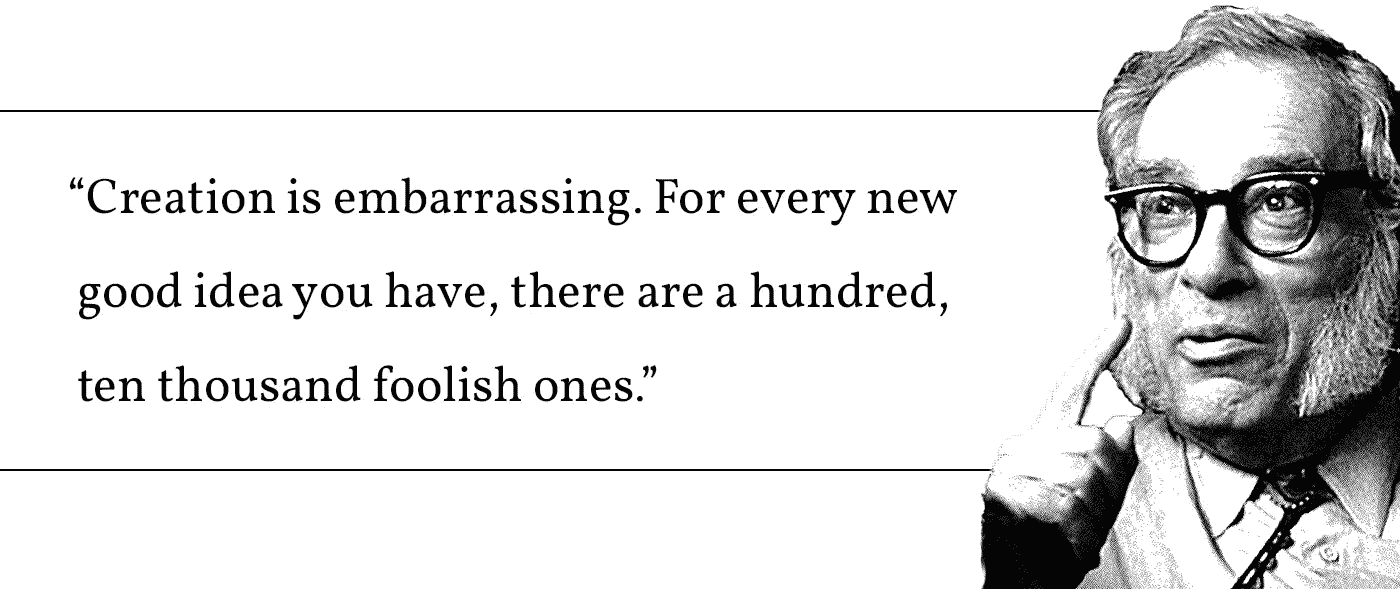 “Creation is embarrassing. For every new
good idea you have, there are a hundred,
ten thousand foolish ones.”